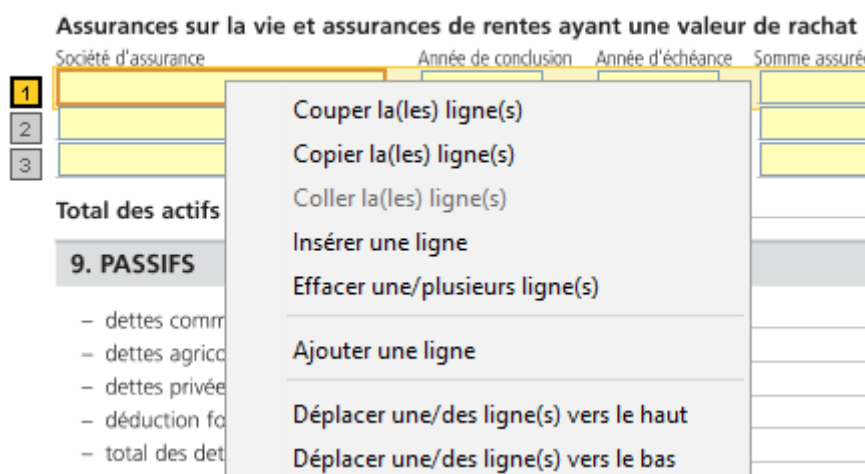 Assurances sur la vie et assurances de rentes ayant une valeur de rachat
Société d'assurance Année de conclusion Année d'échéance Somme assurée
1
2
3
Couper la(les) ligne(s)
Copier la(les) ligne(s)
Coller la(les) ligne(s)
Insérer une ligne
Effacer une/plusieurs ligne(s)
Ajouter une ligne
Déplacer une/des ligne(s) vers le haut
Déplacer une/des ligne(s) vers le bas
Total des actifs
9. PASSIFS
– dettes comm
– dettes agrico
– dettes privée
– déduction fo
– total des det